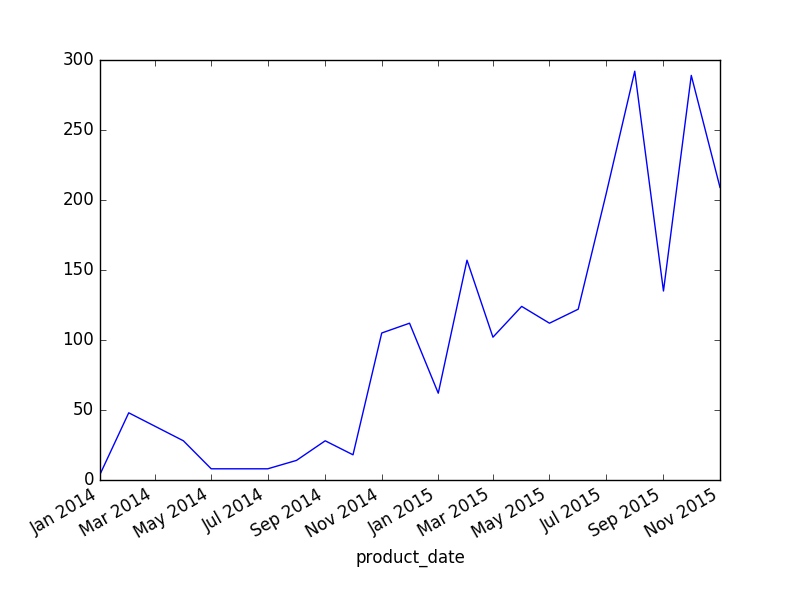 300
250
200
150
100
50
0
Jan 2014
Mar 2014
May 2014
Jul 2014
Sep 2014
Nov 2014
Jan 2015
Mar 2015
May 2015
Jul 2015
Sep 2015
Nov 2015
product_date